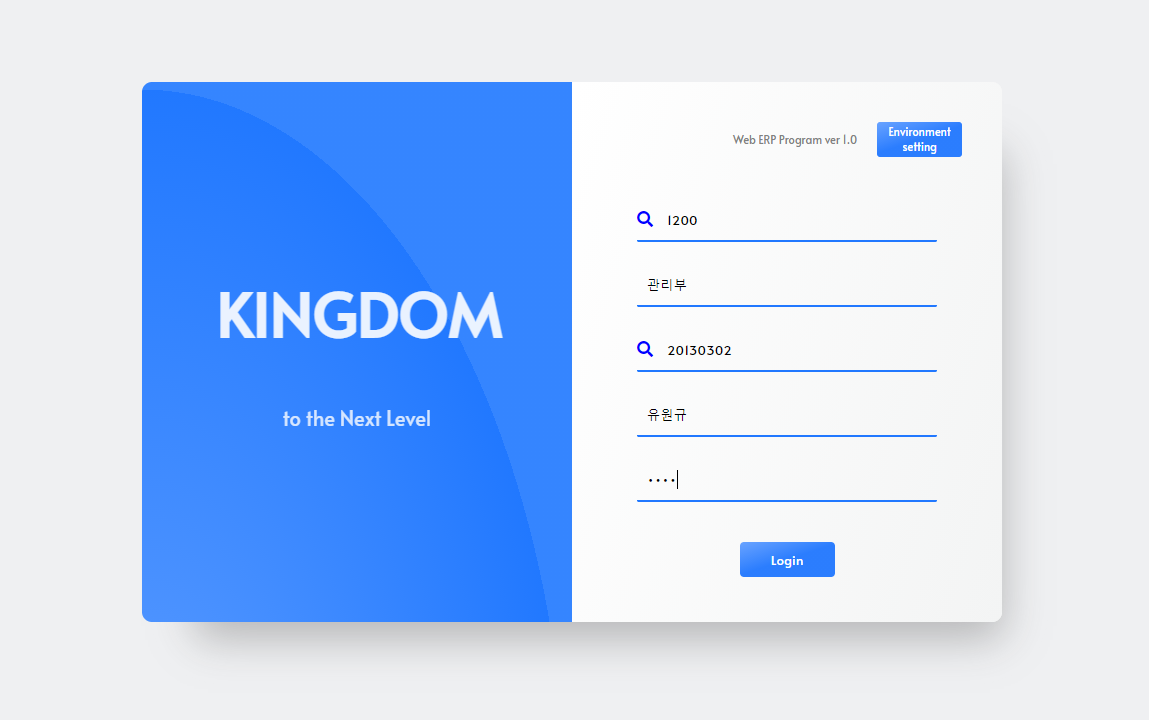 KINGDOM
to the Next Level
Web ERP Program ver 1.0
Environment
setting
1200
관리부
20130302
유원규
••••
Login